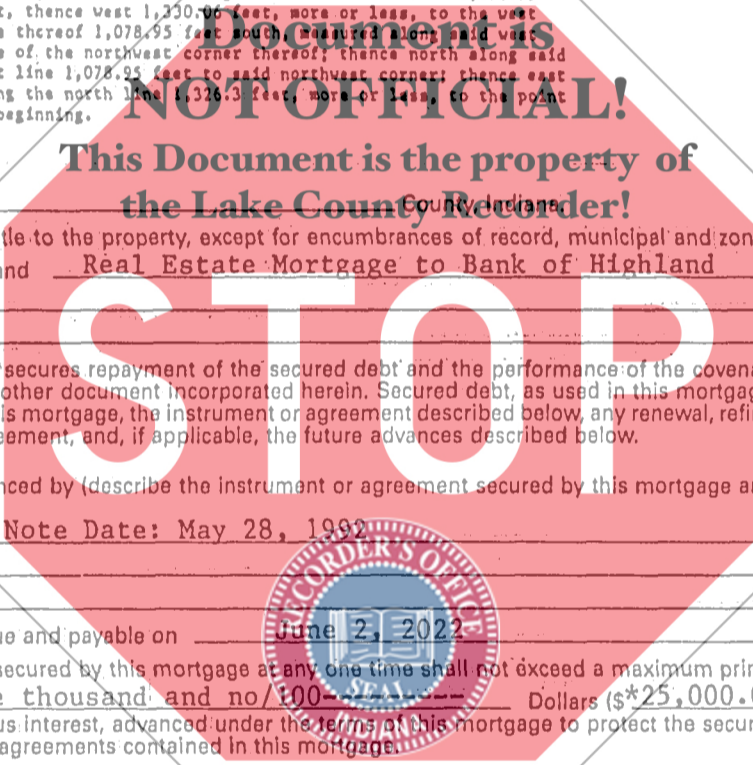 t, thence west 1,330.06 feet, more or less, to the west
thereof 1,078.95 feet south, measured along said west
of the northwest corner thereof; thence north along said
t line 1,078.95 feet to said northwest corner; thence east
ng the north line 1,326.3 feet, more or less, to the point
beginning.
Document is
NOT OFFICIAL!
This Document is the property of
the Lake County Recorder!
County, Indiana,
tle to the property, except for encumbrances of record, municipal and zon
and Real Estate Mortgage to Bank of Highland
STOP
secures repayment of the secured debt and the performance of the covena
other document incorporated herein. Secured debt, as used in this mortgag
is mortgage, the instrument or agreement described below, any renewal, refi
eement, and, if applicable, the future advances described below.
nced by (describe the instrument or agreement secured by this mortgage a
Note Date: May 28, 1992
RECORDER'S OFFICE
ue and payable on June 2, 2022
secured by this mortgage at any one time shall not exceed a maximum prin
e thousand and no/100---------- Dollars ($*25,000.0
SEAL
us interest, advanced under the terms of this mortgage to protect the secur
INDIANA
agreements contained in this mortgage.